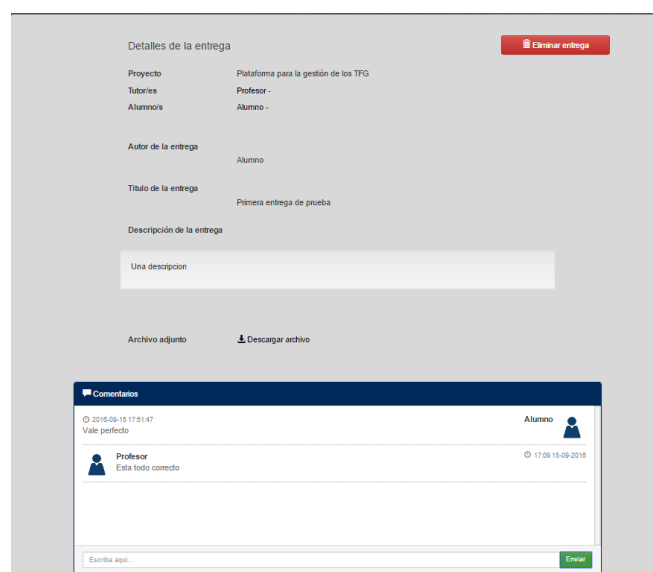 Detalles de la entrega
Eliminar entrega
Proyecto Plataforma para la gestión de los TFG
Tutor/es Profesor -
Alumno/s Alumno -
Autor de la entrega
Alumno
Titulo de la entrega
Primera entrega de prueba
Descripción de la entrega
Una descripcion
Archivo adjunto Descargar archivo
Comentarios
2016-09-15 17:51:47 Alumno
Vale perfecto
Profesor 17:09 15-09-2016
Esta todo correcto
Escriba aqui... Enviar